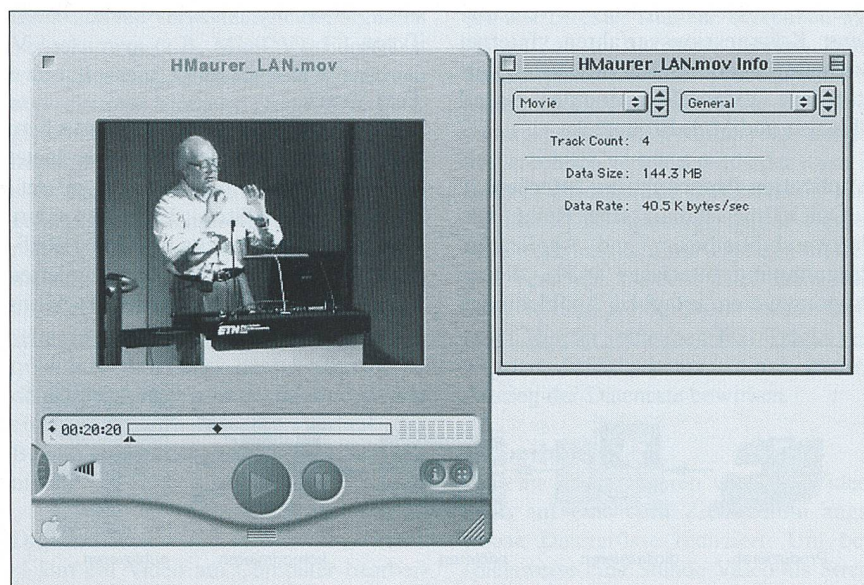 HMaurer_LAN.mov
ETH
00:20:20
HMaurer_LAN.mov Info
Movie
General
Track Count: 4
Data Size: 144.3 MB
Data Rate: 40.5 K bytes/sec